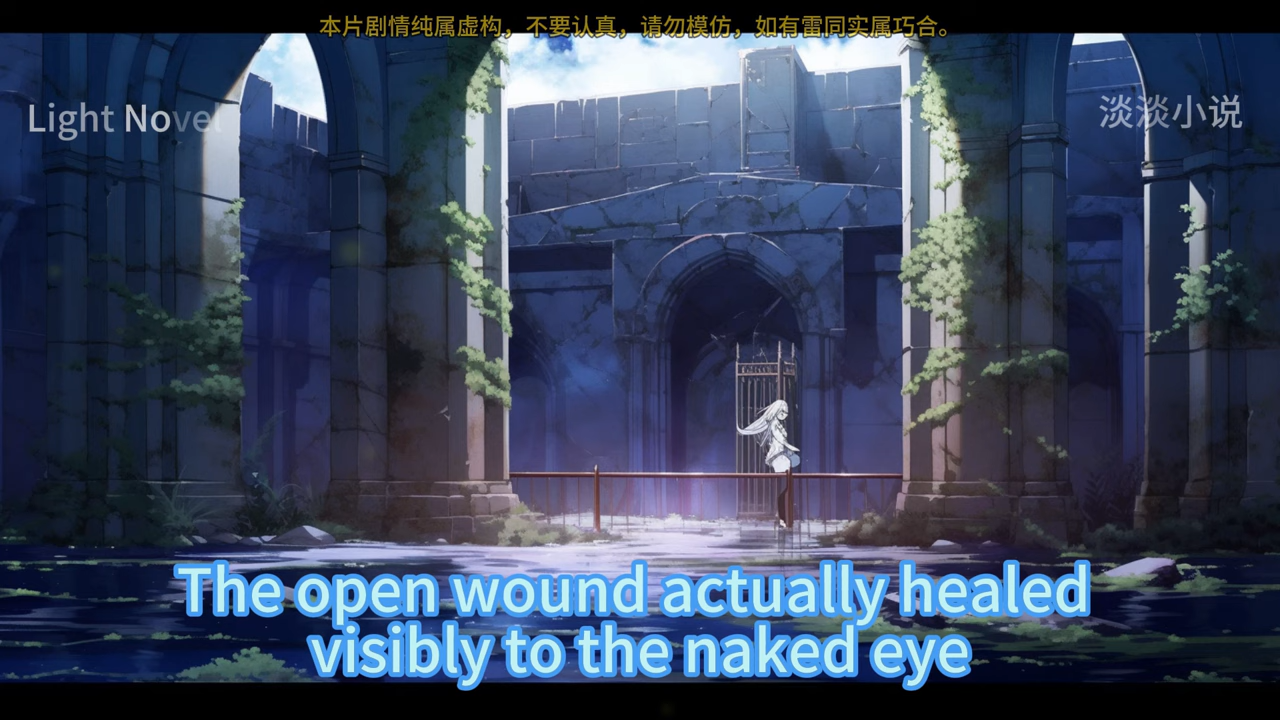 本片剧情纯属虚构，不要认真，请勿模仿，如有雷同实属巧合。
Light Novel
淡淡小说
The open wound actually healed
visibly to the naked eye